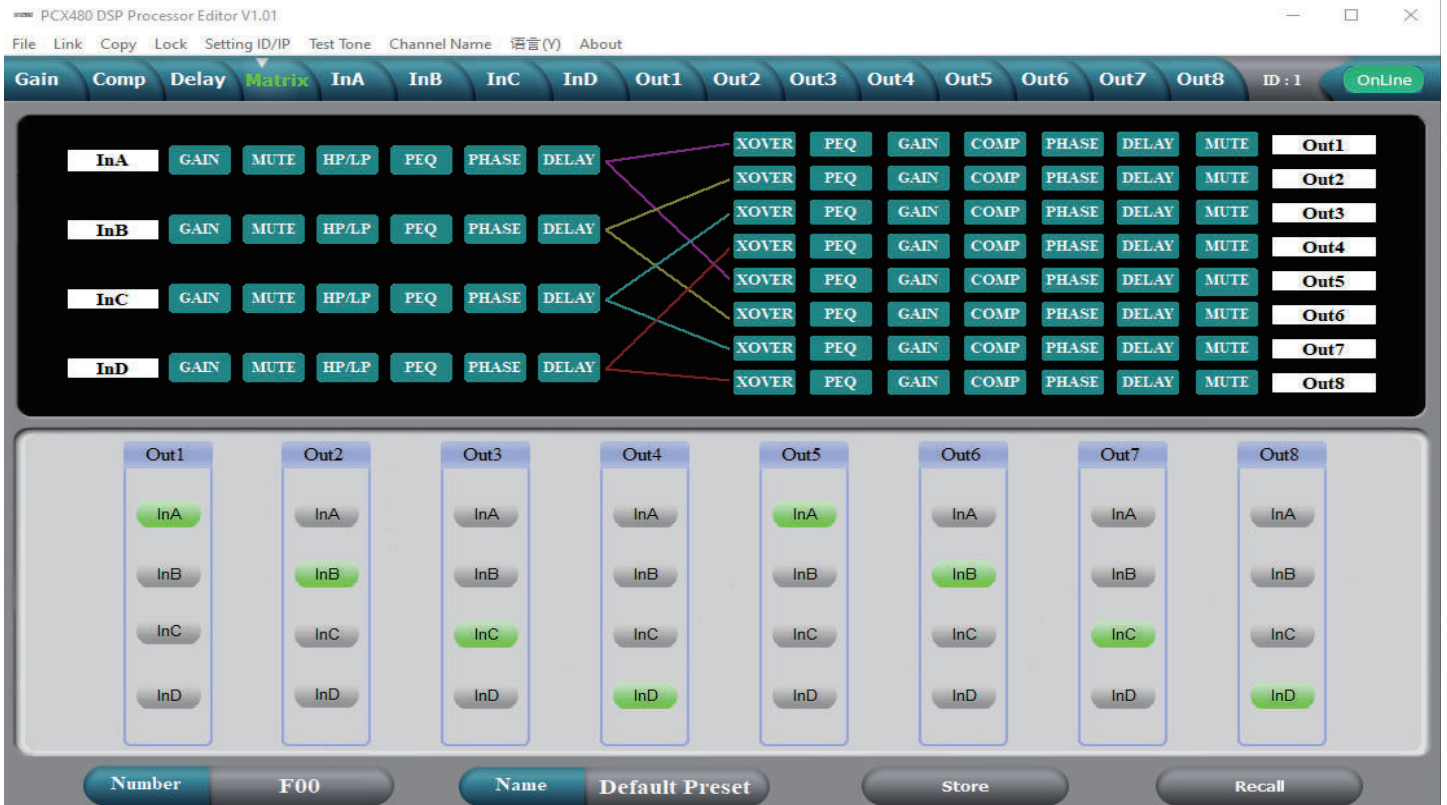 PCX480 DSP Processor Editor V1.01
File Link Copy Lock Setting ID/IP Test Tone Channel Name 语言(Y) About
Gain Comp Delay Matrix InA InB InC InD Out1 Out2 Out3 Out4 Out5 Out6 Out7 Out8 ID : 1 OnLine
XOVER PEQ GAIN COMP PHASE DELAY MUTE Out1
InA GAIN MUTE HP/LP PEQ PHASE DELAY
XOVER PEQ GAIN COMP PHASE DELAY MUTE Out2
XOVER PEQ GAIN COMP PHASE DELAY MUTE Out3
InB GAIN MUTE HP/LP PEQ PHASE DELAY
XOVER PEQ GAIN COMP PHASE DELAY MUTE Out4
XOVER PEQ GAIN COMP PHASE DELAY MUTE Out5
InC GAIN MUTE HP/LP PEQ PHASE DELAY
XOVER PEQ GAIN COMP PHASE DELAY MUTE Out6
XOVER PEQ GAIN COMP PHASE DELAY MUTE Out7
InD GAIN MUTE HP/LP PEQ PHASE DELAY
XOVER PEQ GAIN COMP PHASE DELAY MUTE Out8
Out1 Out2 Out3 Out4 Out5 Out6 Out7 Out8
InA InA InA InA InA InA InA InA
InB InB InB InB InB InB InB InB
InC InC InC InC InC InC InC InC
InD InD InD InD InD InD InD InD
Number F00 Name Default Preset Store Recall